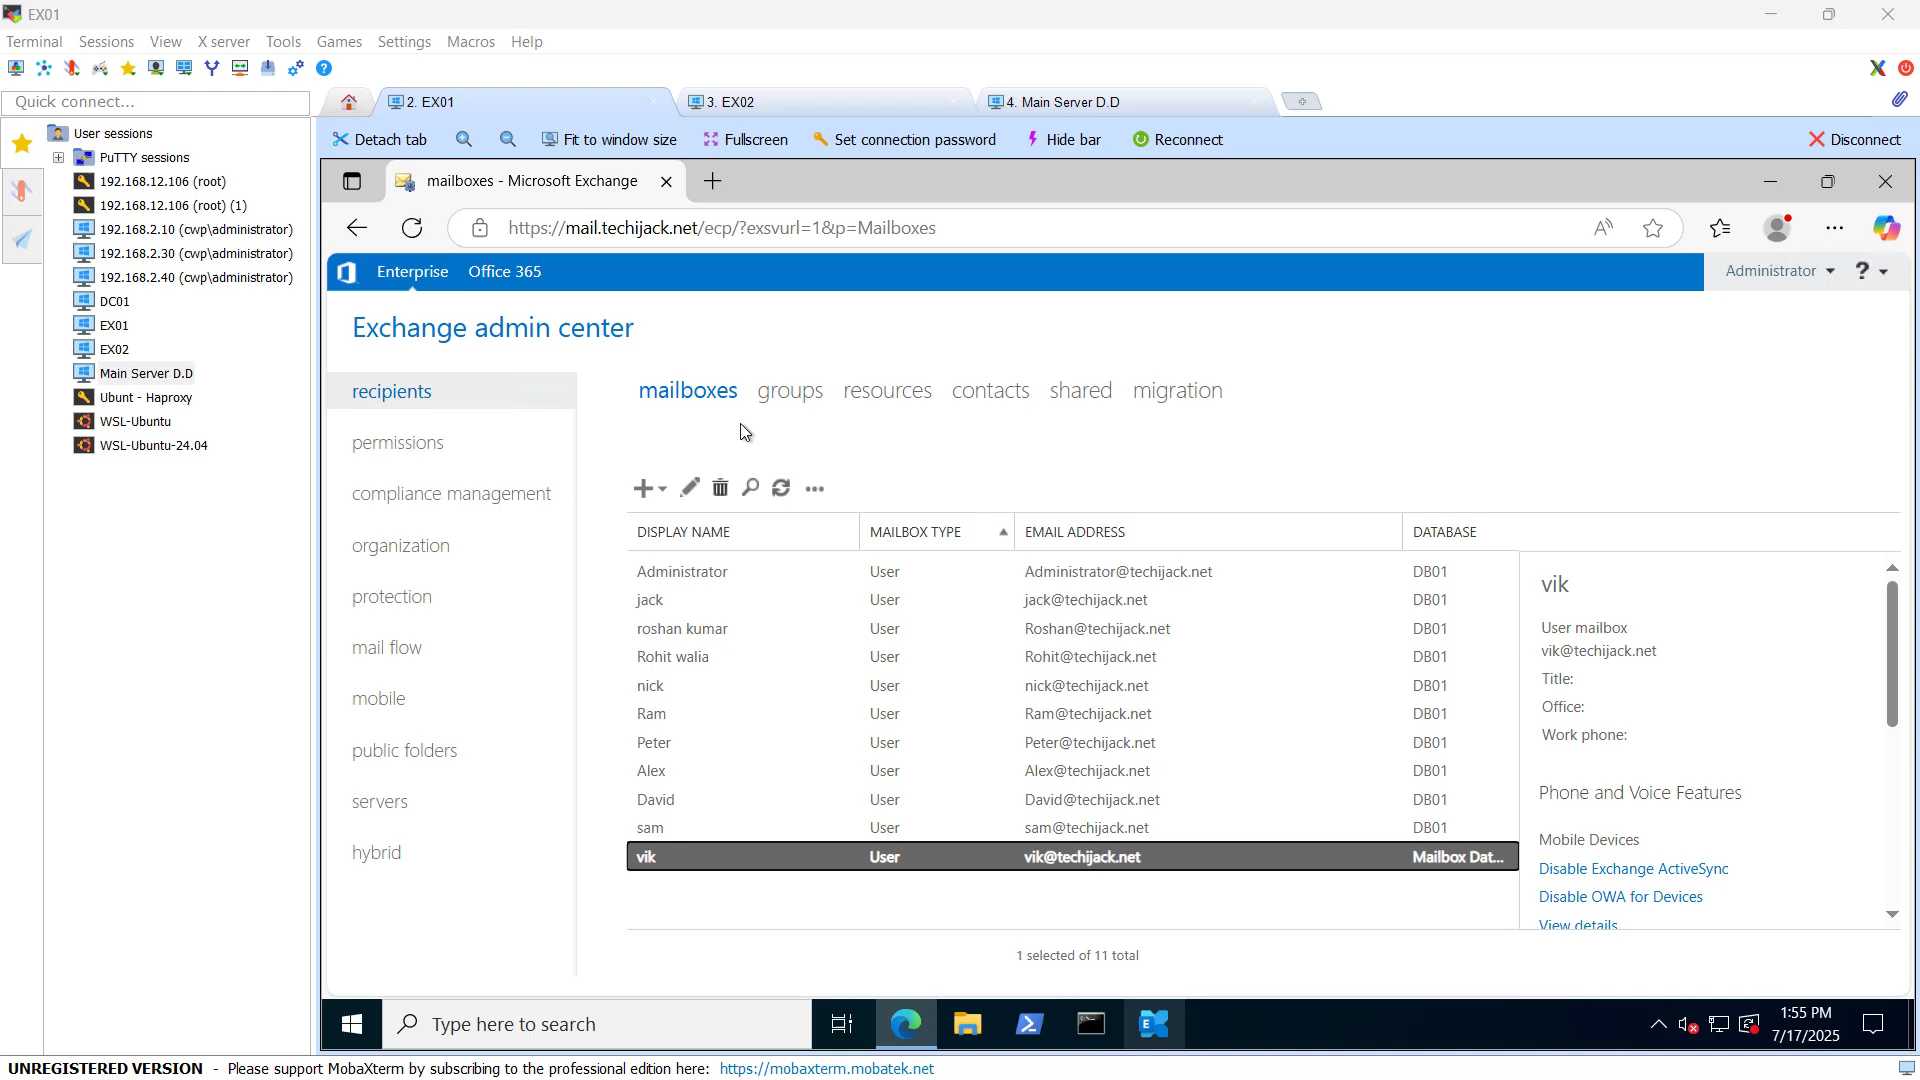 EX01
Terminal Sessions View X server Tools Games Settings Macros Help
Quick connect...
2. EX01
3. EX02
4. Main Server D.D
Detach tab
Fit to window size
Fullscreen
Set connection password
Hide bar
Reconnect
Disconnect
User sessions
PuTTY sessions
192.168.12.106 (root)
192.168.12.106 (root) (1)
192.168.2.10 (cwp\administrator)
192.168.2.30 (cwp\administrator)
192.168.2.40 (cwp\administrator)
DC01
EX01
EX02
Main Server D.D
Ubunt - Haproxy
WSL-Ubuntu
WSL-Ubuntu-24.04
mailboxes - Microsoft Exchange
https://mail.techijack.net/ecp/?exsvurl=1&p=Mailboxes
Enterprise Office 365
Administrator ?
Exchange admin center
recipients
permissions
compliance management
organization
protection
mail flow
mobile
public folders
servers
hybrid
mailboxes groups resources contacts shared migration
DISPLAY NAME MAILBOX TYPE EMAIL ADDRESS DATABASE
Administrator User Administrator@techijack.net DB01
jack User jack@techijack.net DB01
roshan kumar User Roshan@techijack.net DB01
Rohit walia User Rohit@techijack.net DB01
nick User nick@techijack.net DB01
Ram User Ram@techijack.net DB01
Peter User Peter@techijack.net DB01
Alex User Alex@techijack.net DB01
David User David@techijack.net DB01
sam User sam@techijack.net DB01
vik User vik@techijack.net Mailbox Dat...
1 selected of 11 total
vik
User mailbox
vik@techijack.net
Title:
Office:
Work phone:
Phone and Voice Features
Mobile Devices
Disable Exchange ActiveSync
Disable OWA for Devices
View details
Type here to search
1:55 PM
7/17/2025
UNREGISTERED VERSION - Please support MobaXterm by subscribing to the professional edition here: https://mobaxterm.mobatek.net